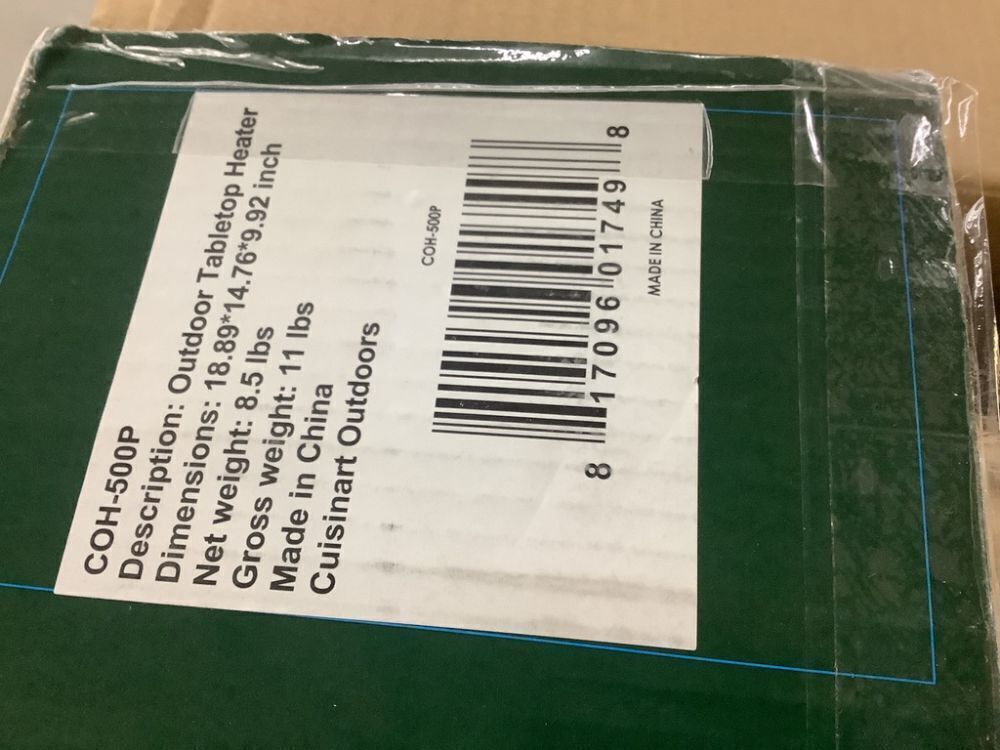 COH-500P
Description: Outdoor Tabletop Heater
Dimensions: 18.89*14.76*9.92 inch
Net weight: 8.5 lbs
Gross weight: 11 lbs
Made in China
Cuisinart Outdoors
COH-500P
8 17096 01749 8
MADE IN CHINA